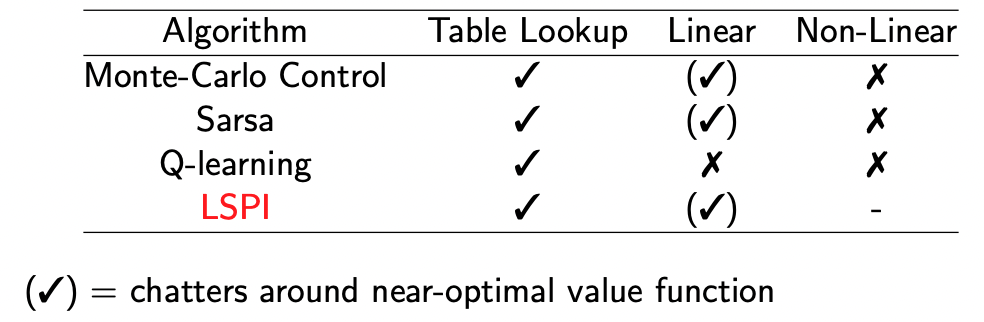 Algorithm Table Lookup Linear Non-Linear
Monte-Carlo Control ✓ (✓) ✗
Sarsa ✓ (✓) ✗
Q-learning ✓ ✗ ✗
LSPI ✓ (✓) -
(✓) = chatters around near-optimal value function